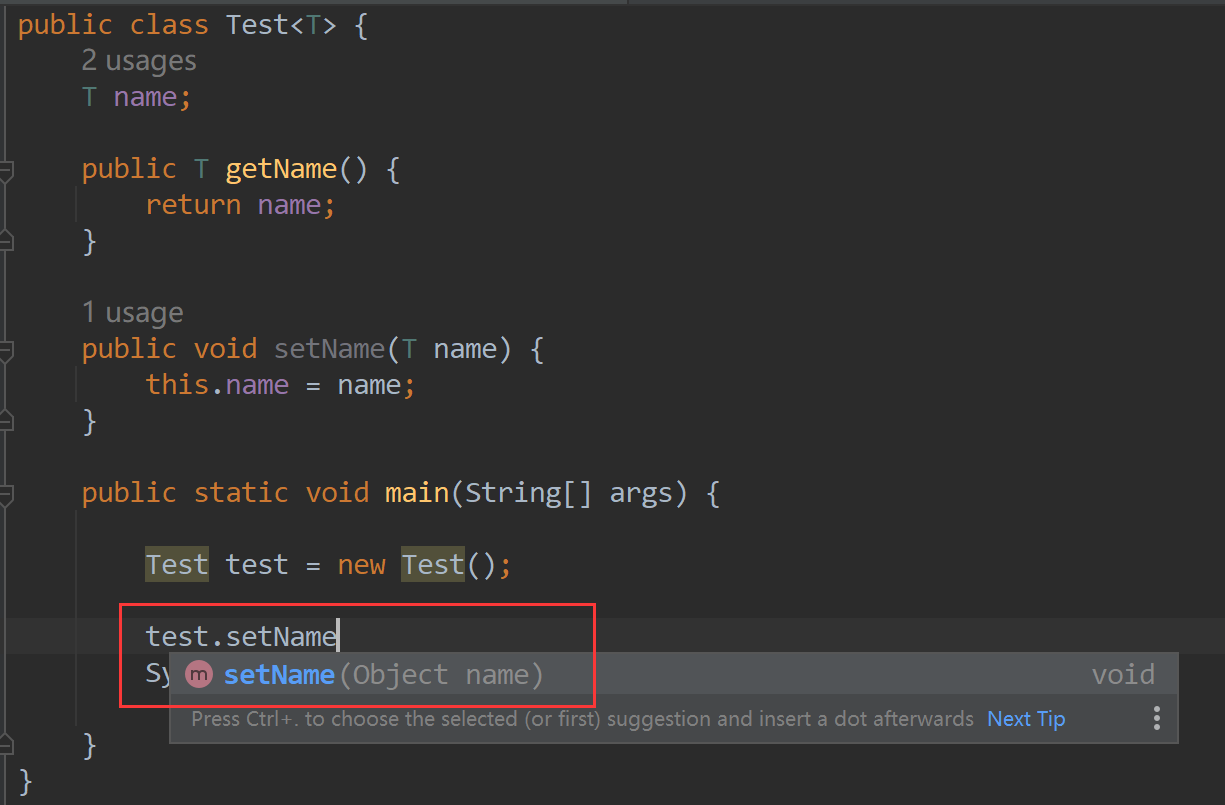 public class Test<T> {
2 usages
T name;
public T getName() {
return name;
}
1 usage
public void setName(T name) {
this.name = name;
}
public static void main(String[] args) {
Test test = new Test();
test.setName
Sy
m setName(Object name) void
Press Ctrl+. to choose the selected (or first) suggestion and insert a dot afterwards Next Tip
}
}